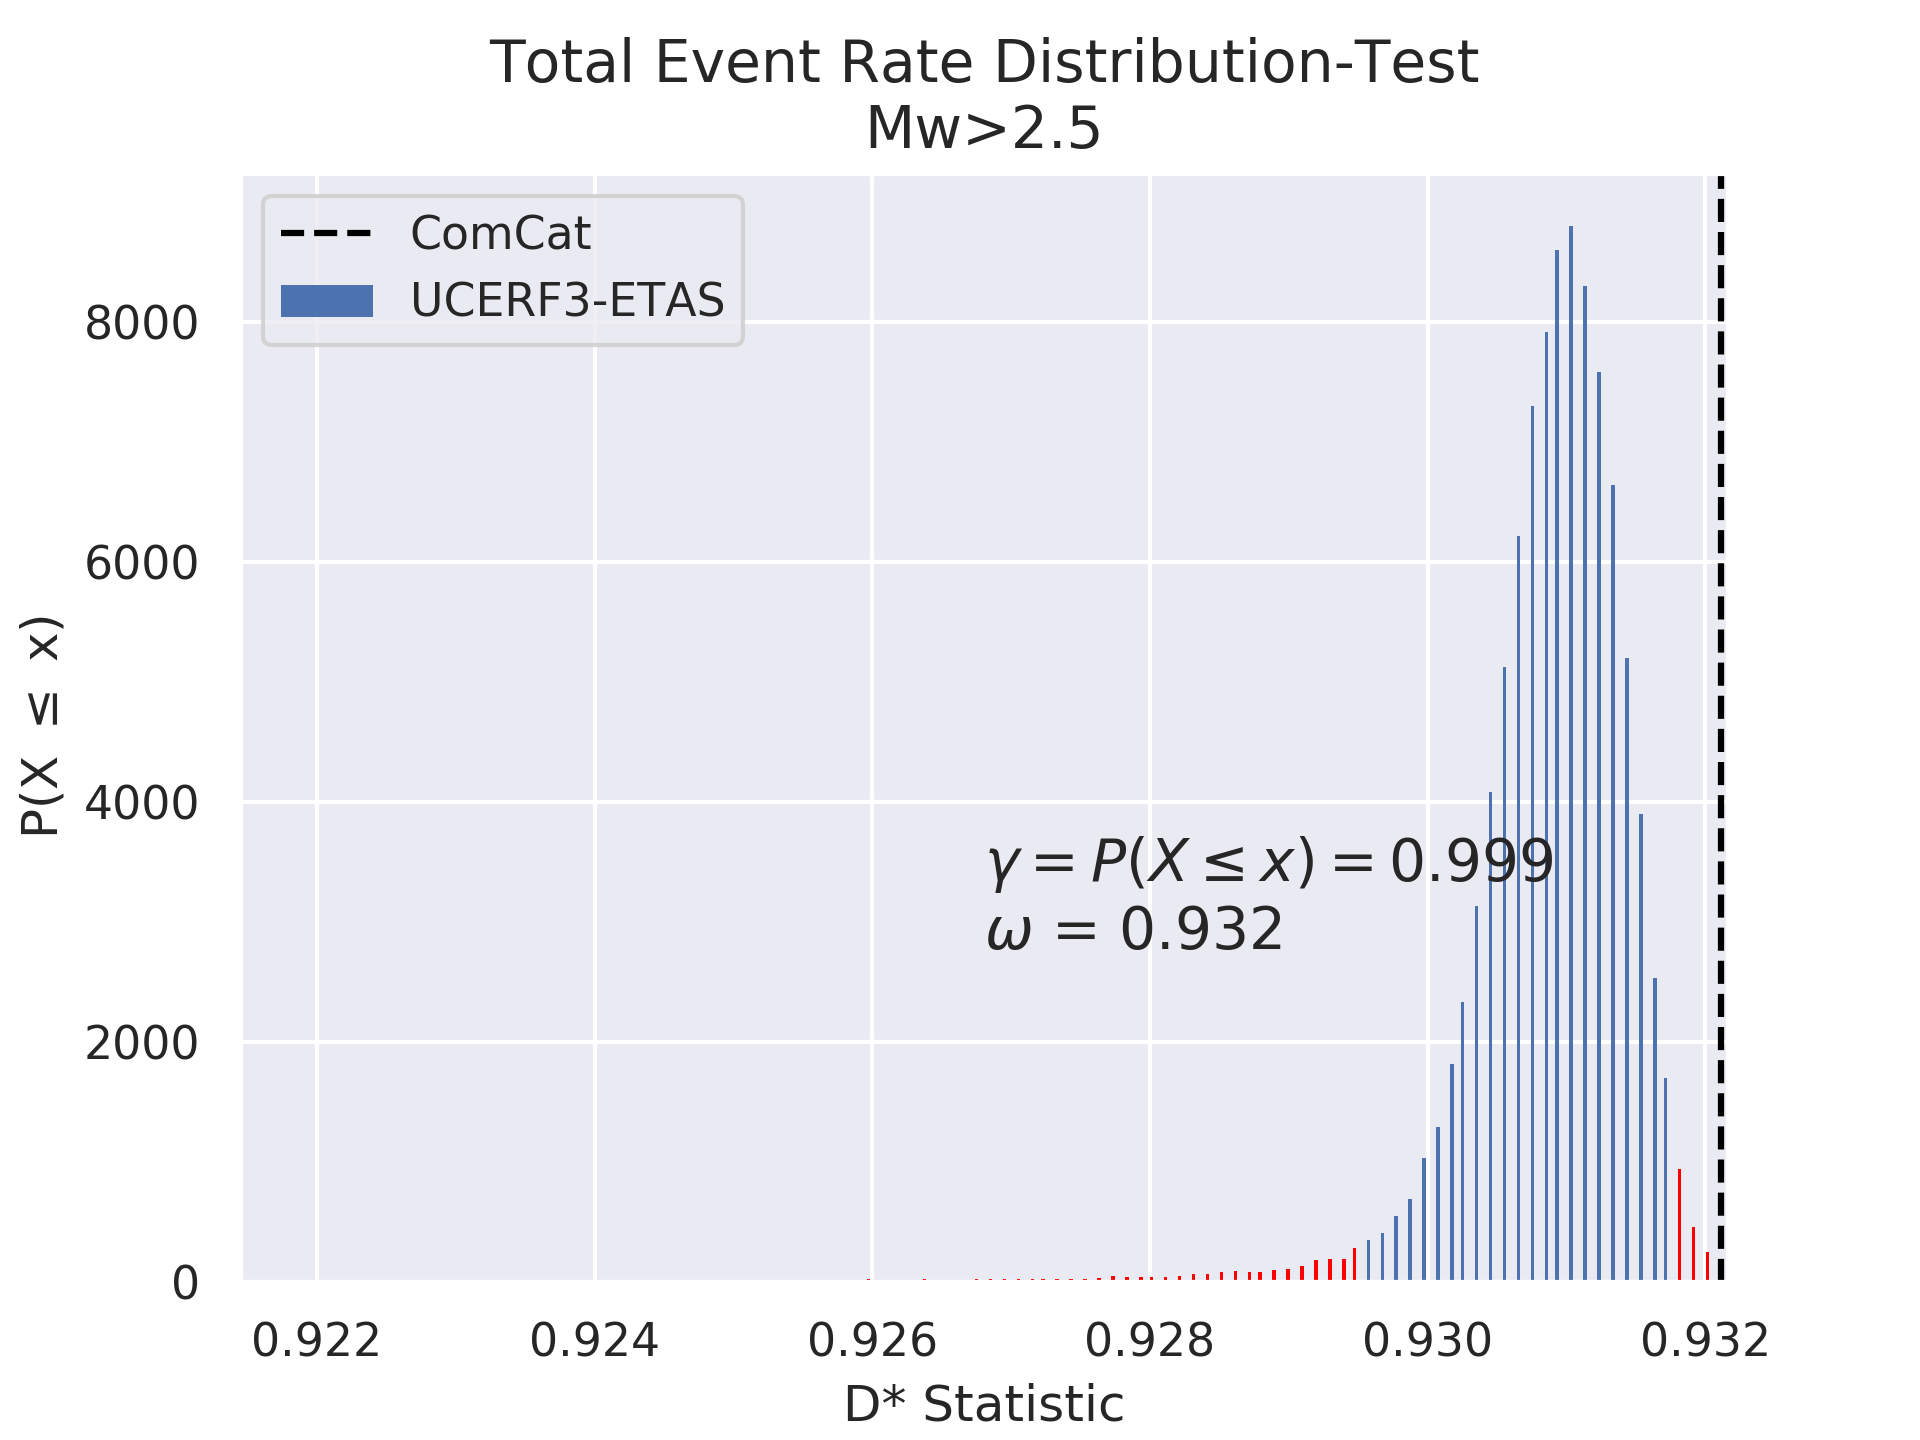 Total Event Rate Distribution-Test
Mw>2.5
ComCat
UCERF3-ETAS
P(X ≤ x)
8000
6000
4000
2000
0
γ = P(X ≤ x) = 0.999
ω = 0.932
0.922 0.924 0.926 0.928 0.930 0.932
D* Statistic